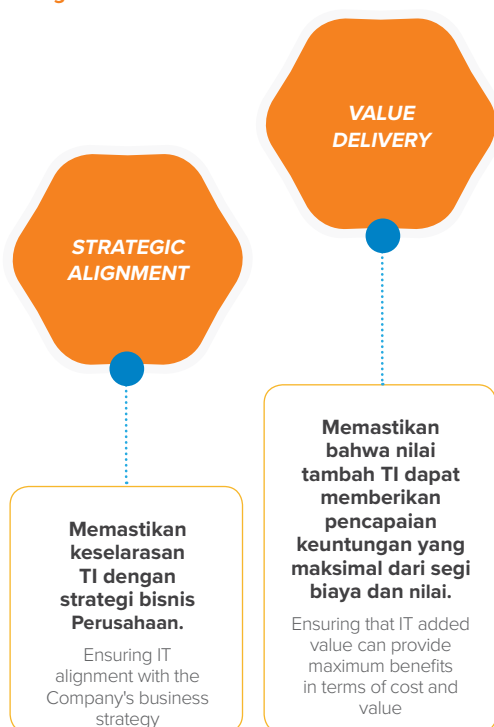 STRATEGIC
ALIGNMENT
Memastikan
keselarasan
TI dengan
strategi bisnis
Perusahaan.
Ensuring IT
alignment with the
Company's business
strategy
VALUE
DELIVERY
Memastikan
bahwa nilai
tambah TI dapat
memberikan
pencapaian
keuntungan yang
maksimal dari segi
biaya dan nilai.
Ensuring that IT added
value can provide
maximum benefits
in terms of cost and
value